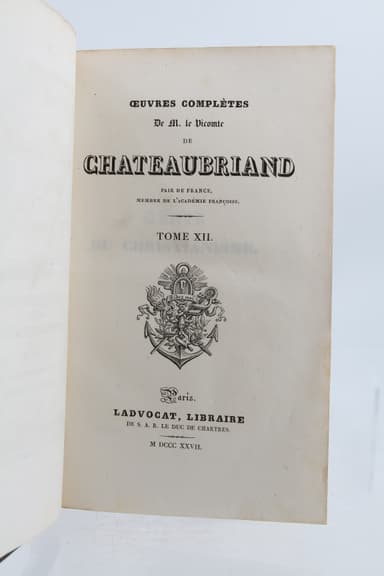 ŒUVRES COMPLÈTES
De M. le Vicomte
DE
CHATEAUBRIAND
PAIR DE FRANCE,
MEMBRE DE L'ACADÉMIE FRANÇOISE.
TOME XII.
Paris.
LADVOCAT, LIBRAIRE
DE S. A. R. LE DUC DE CHARTRES.
M DCCC XXVII.